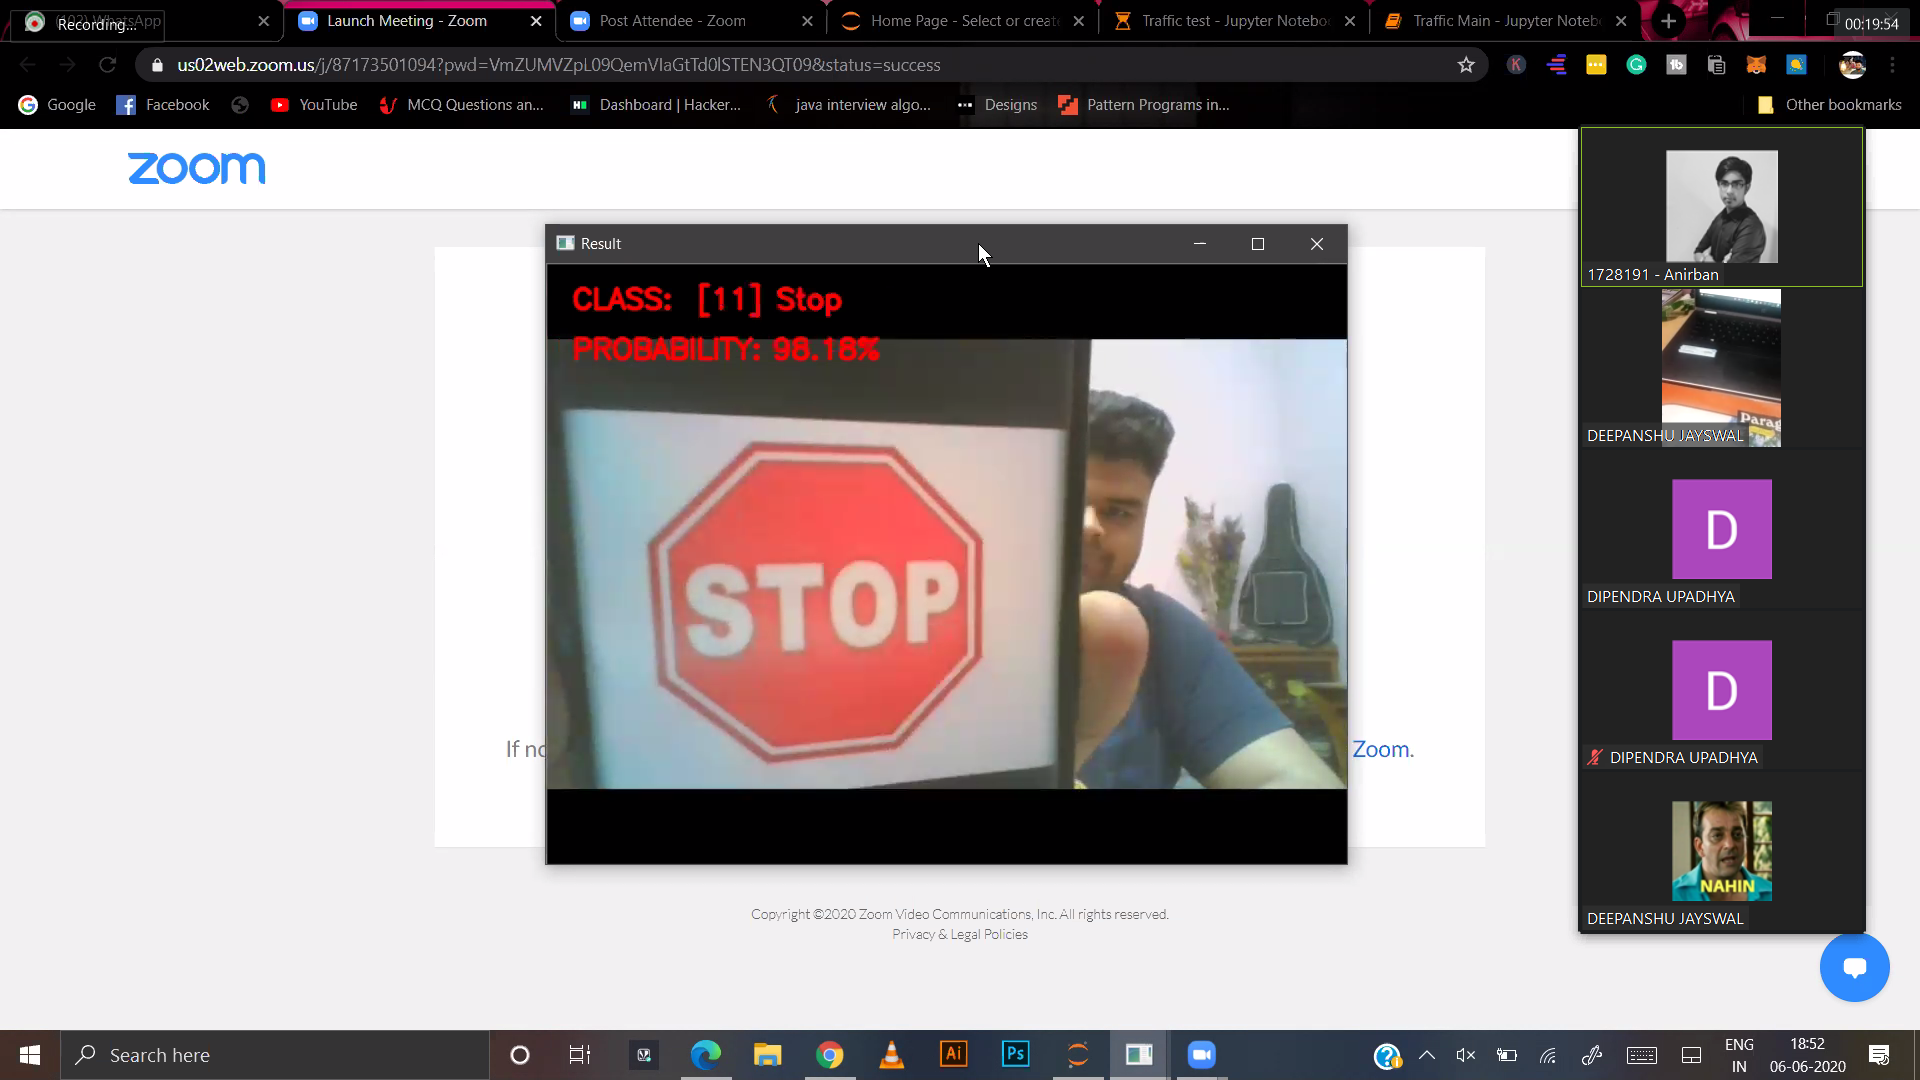 Recording...
WhatsApp
Launch Meeting - Zoom
Post Attendee - Zoom
Home Page - Select or creat
Traffic test - Jupyter Notebo
Traffic Main - Jupyter Noteb
00:19:54
us02web.zoom.us/j/87173501094?pwd=VmZUMVZpL09QemVIaGtTd0lSTEN3QT09&status=success
Google
Facebook
YouTube
MCQ Questions an...
Dashboard | Hacker...
java interview algo...
Designs
Pattern Programs in...
Other bookmarks
zoom
Result
CLASS: [11] Stop
PROBABILITY: 98.18%
STOP
If no
Zoom.
1728191 - Anirban
Parag
DEEPANSHU JAYSWAL
D
DIPENDRA UPADHYA
D
DIPENDRA UPADHYA
NAHIN
DEEPANSHU JAYSWAL
Copyright ©2020 Zoom Video Communications, Inc. All rights reserved.
Privacy & Legal Policies
Search here
Ai
Ps
ENG
IN
18:52
06-06-2020